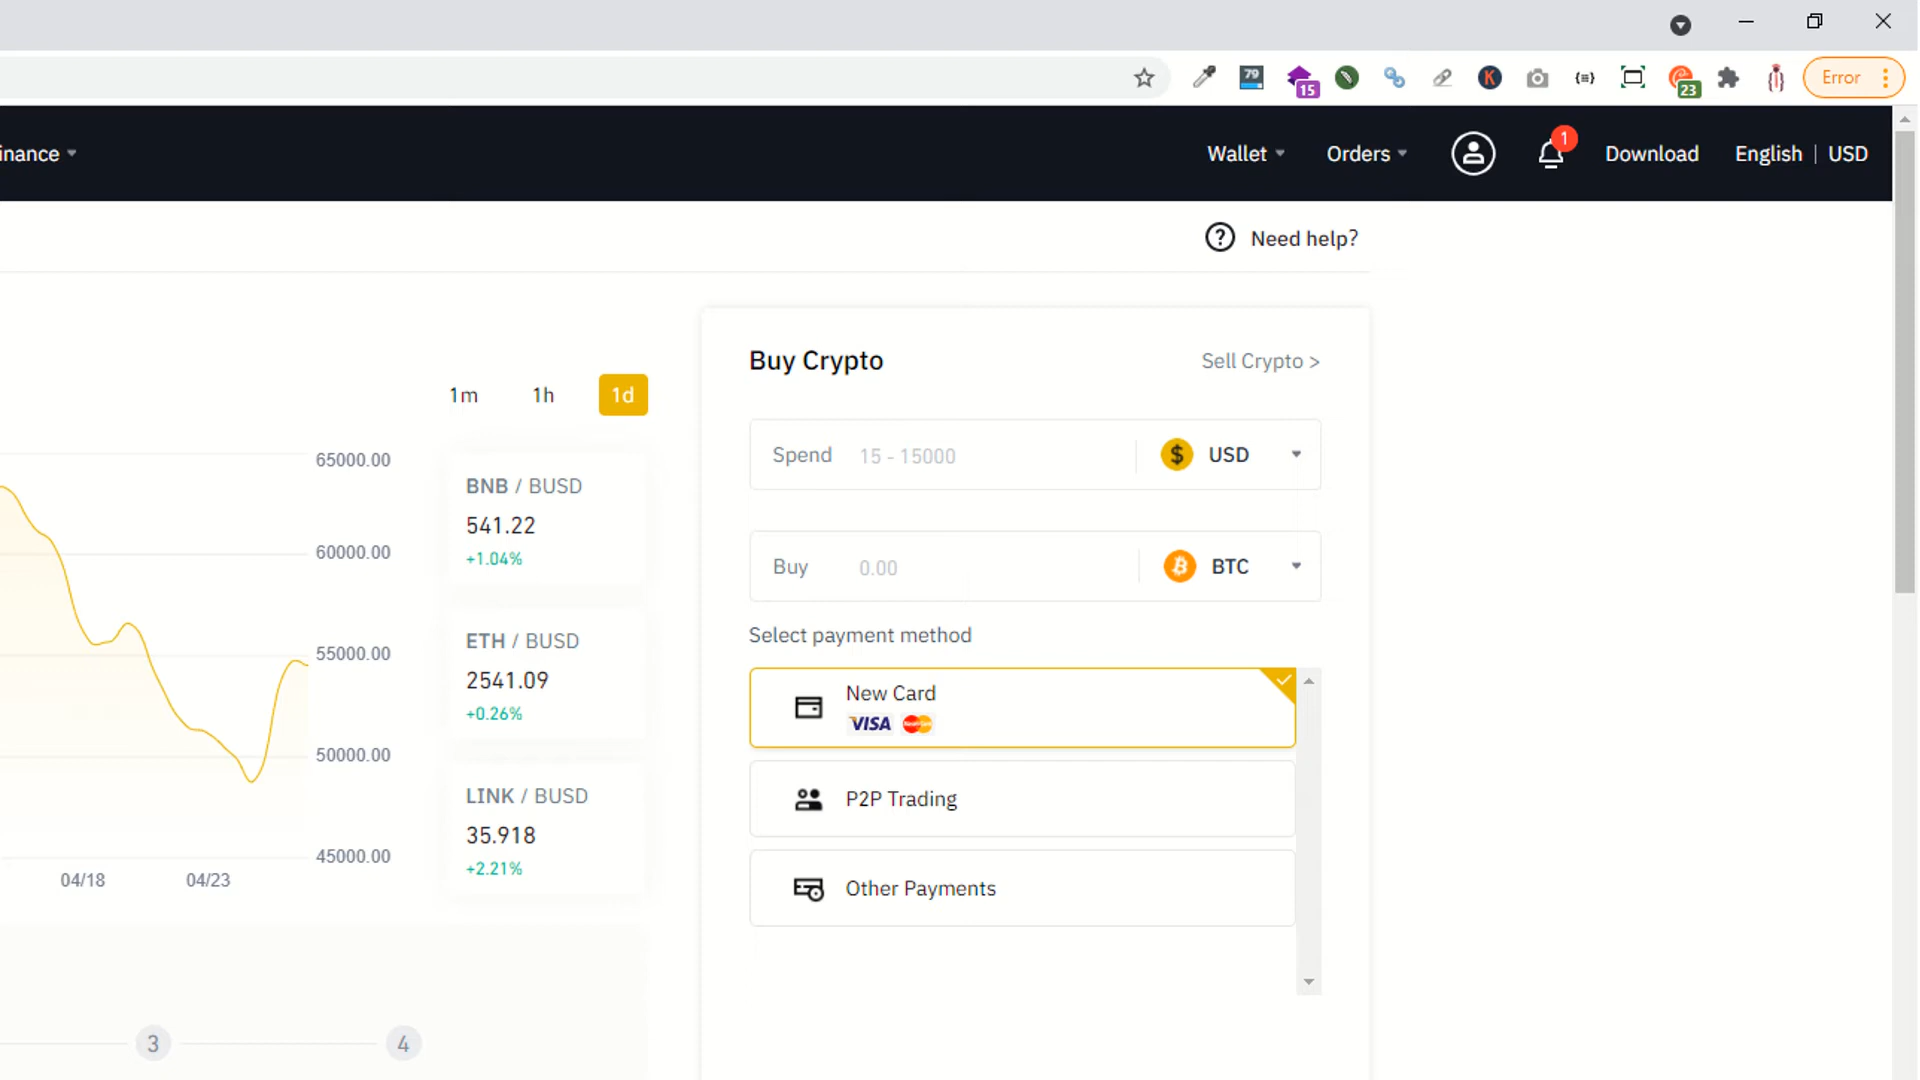 79
15
23
Error
inance
Wallet
Orders
1
Download
English | USD
Need help?
1m 1h 1d
65000.00
60000.00
55000.00
50000.00
45000.00
04/18 04/23
BNB / BUSD
541.22
+1.04%
ETH / BUSD
2541.09
+0.26%
LINK / BUSD
35.918
+2.21%
3 4
Buy Crypto
Sell Crypto >
Spend 15 - 15000 USD
Buy 0.00 BTC
Select payment method
New Card
VISA
P2P Trading
Other Payments